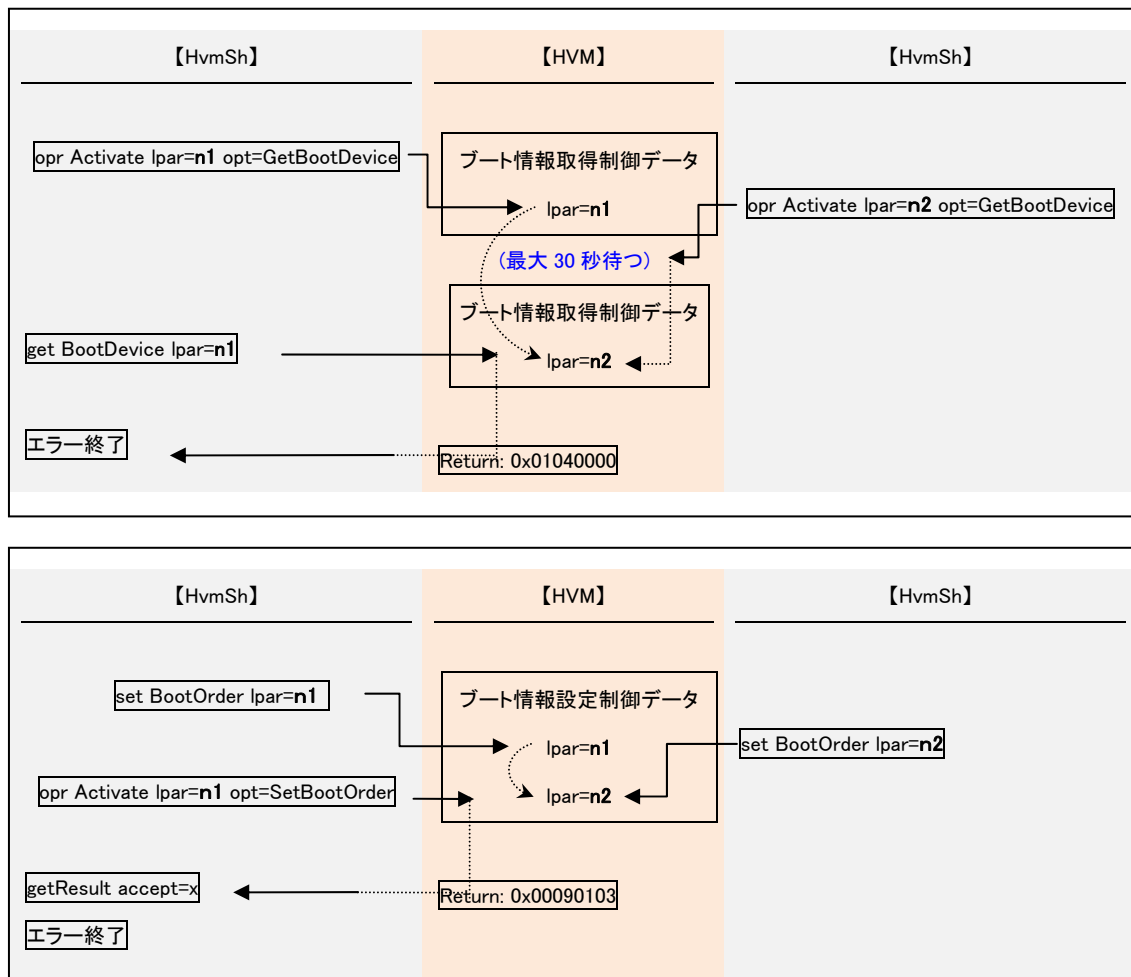 【HvmSh】
【HVM】
【HvmSh】
opr Activate lpar=n1 opt=GetBootDevice
ブート情報取得制御データ
lpar=n1
opr Activate lpar=n2 opt=GetBootDevice
(最大 30 秒待つ)
ブート情報取得制御データ
get BootDevice lpar=n1
lpar=n2
エラー終了
Return: 0x01040000
【HvmSh】
【HVM】
【HvmSh】
set BootOrder lpar=n1
ブート情報設定制御データ
lpar=n1
set BootOrder lpar=n2
opr Activate lpar=n1 opt=SetBootOrder
lpar=n2
getResult accept=x
Return: 0x00090103
エラー終了